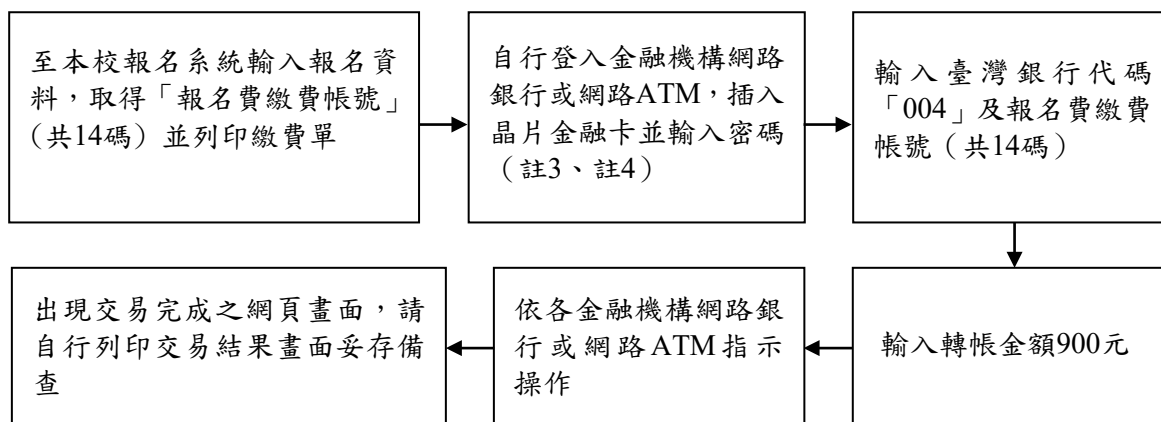 至本校報名系統輸入報名資
料，取得「報名費繳費帳號」
（共14碼）並列印繳費單
自行登入金融機構網路
銀行或網路ATM，插入
晶片金融卡並輸入密碼
（註3、註4）
輸入臺灣銀行代碼
「004」及報名費繳費
帳號（共14碼）
輸入轉帳金額900元
依各金融機構網路銀
行或網路ATM指示
操作
出現交易完成之網頁畫面，請
自行列印交易結果畫面妥存備
查